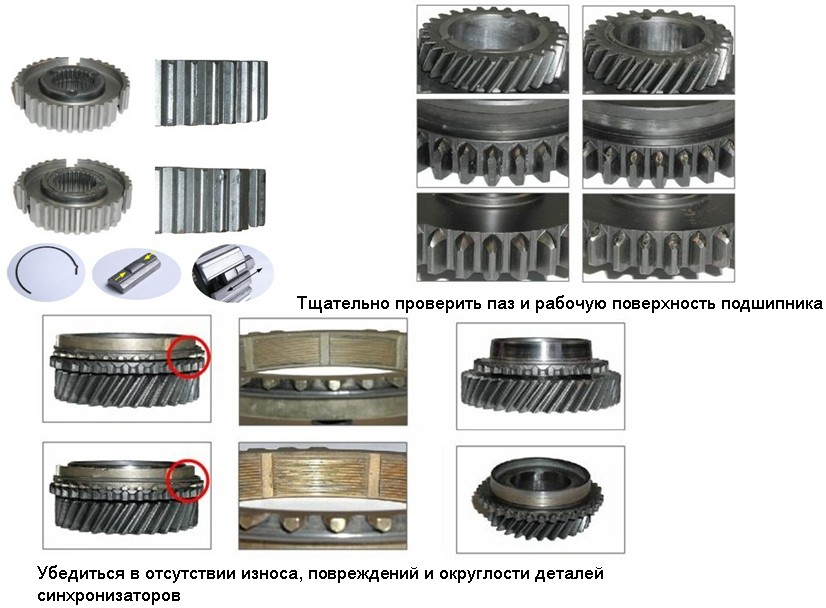 Тщательно проверить паз и рабочую поверхность подшипника
Убедиться в отсутствии износа, повреждений и округлости деталей
синхронизаторов